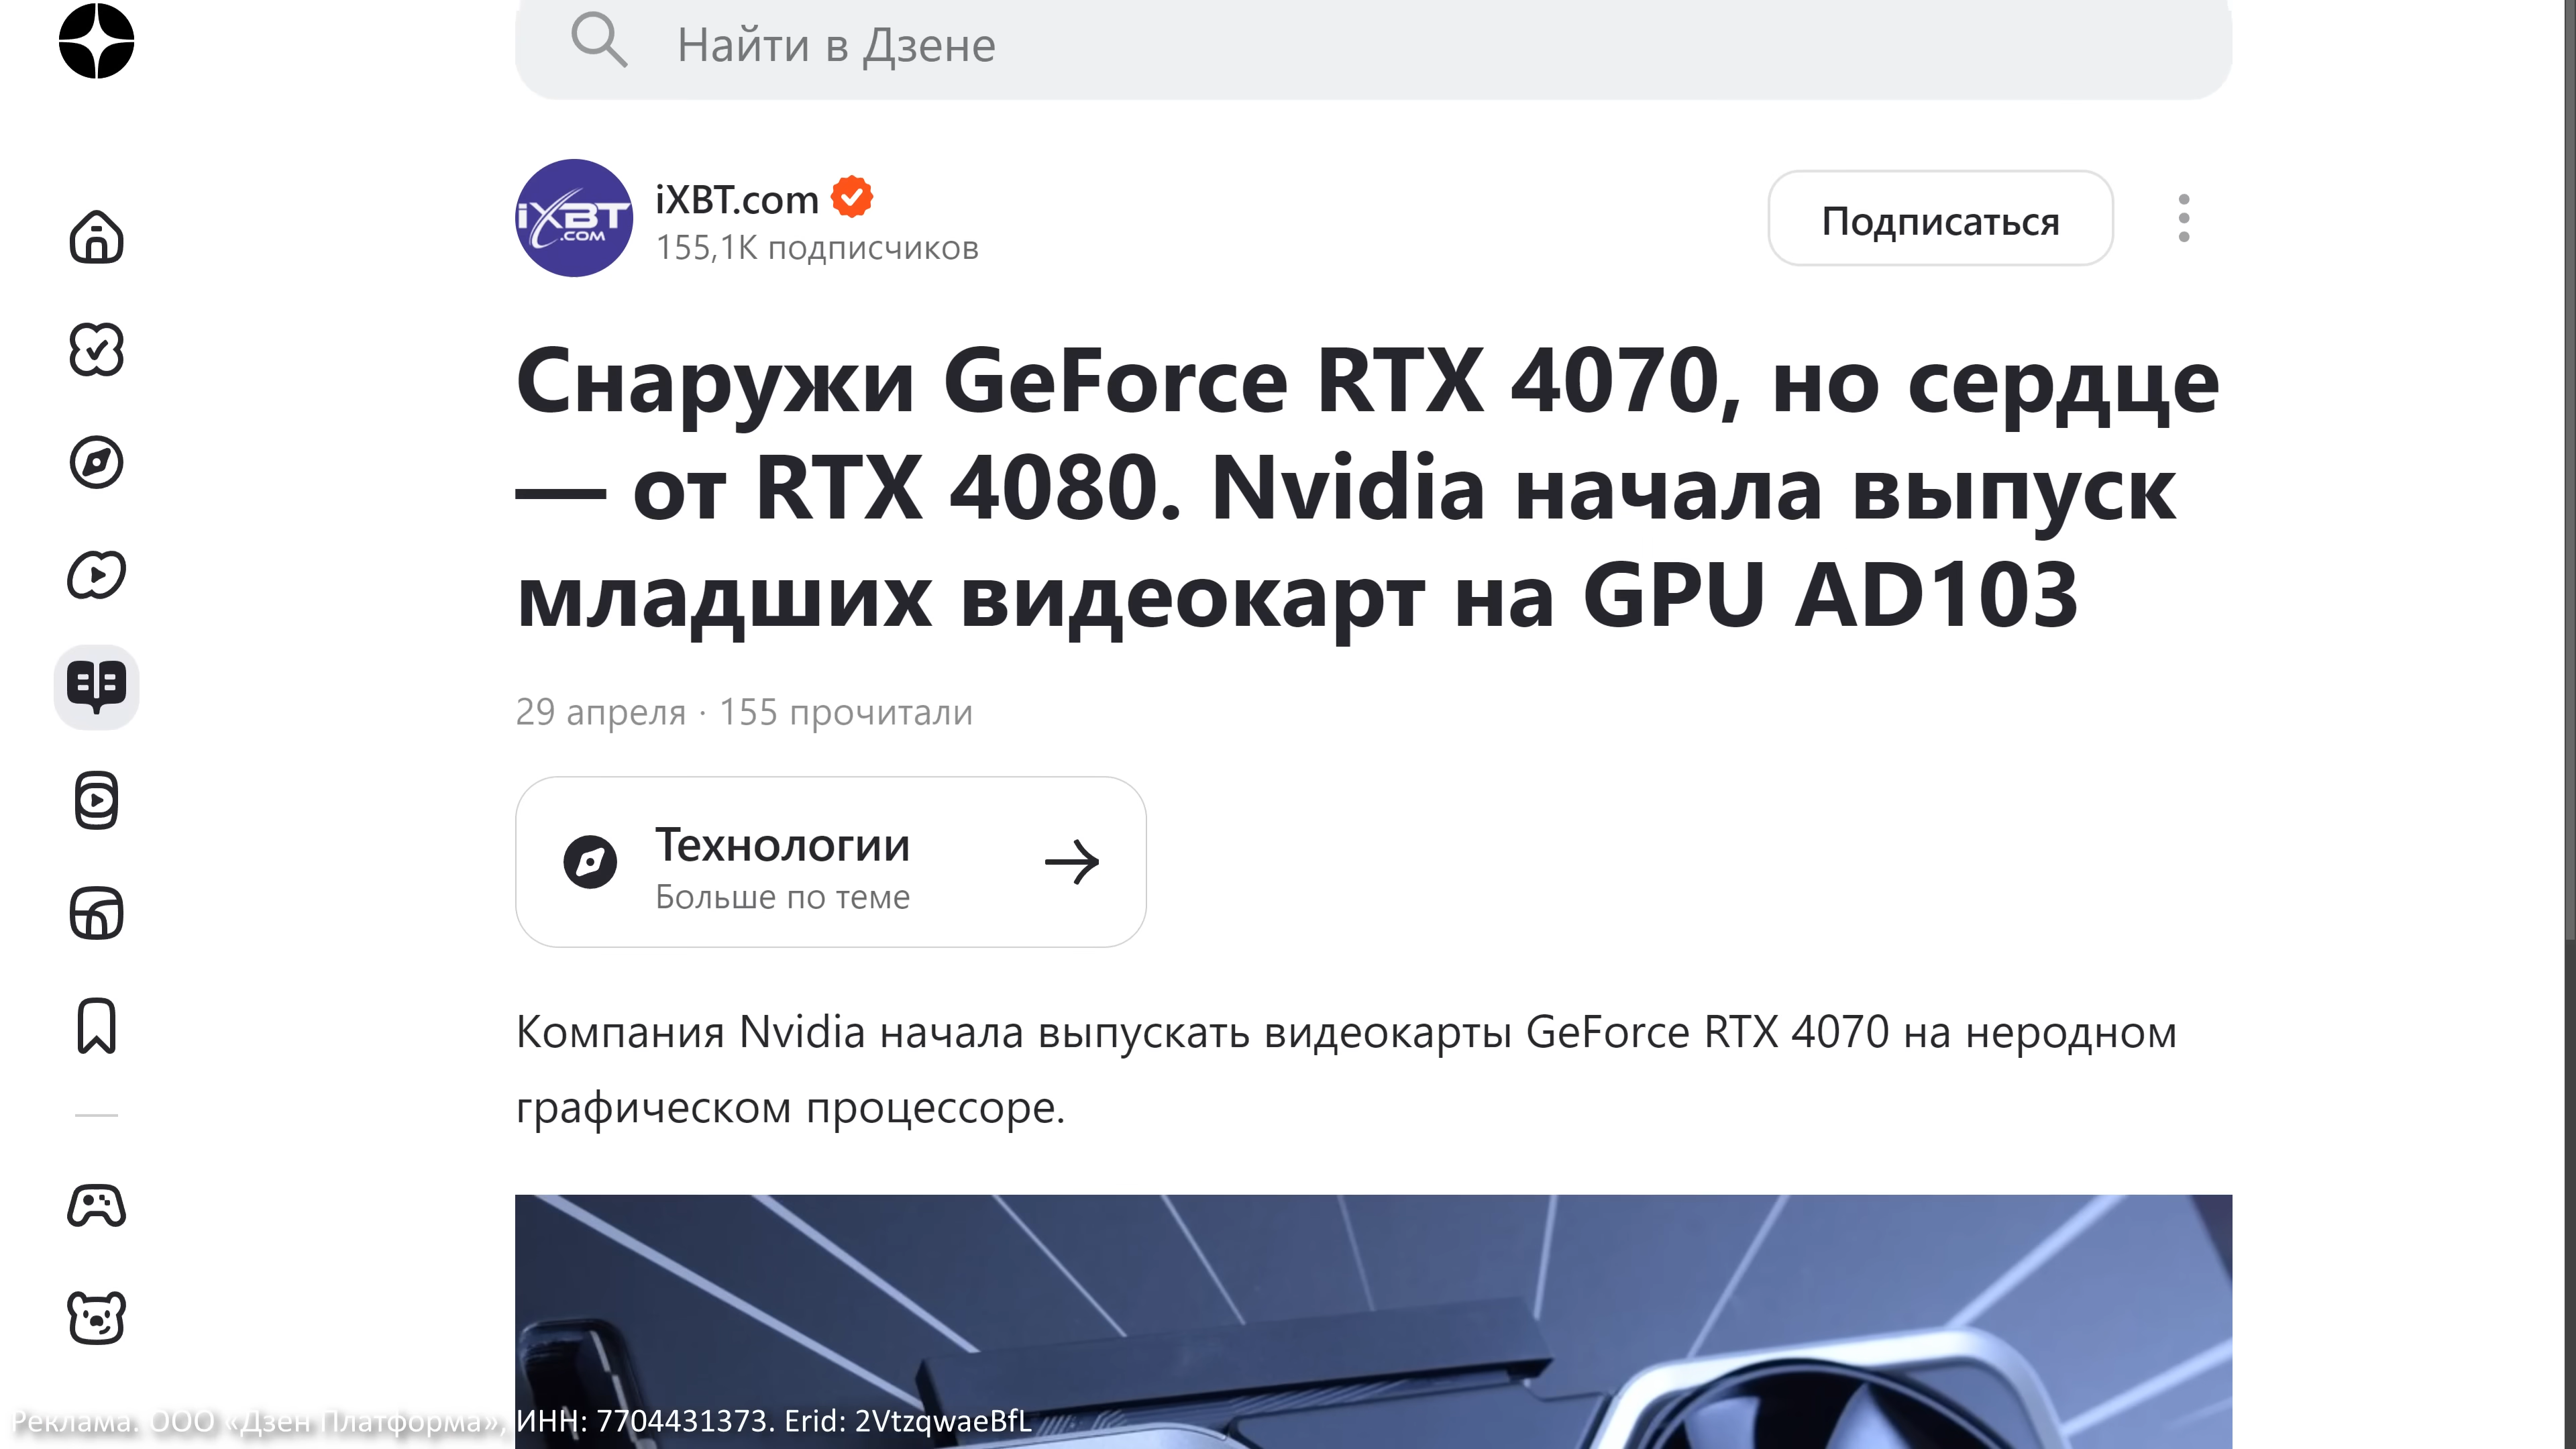 Найти в Дзене
iXBT.com
155,1K подписчиков
Подписаться
iXBT
.COM
Снаружи GeForce RTX 4070, но сердце
— от RTX 4080. Nvidia начала выпуск
младших видеокарт на GPU AD103
29 апреля · 155 прочитали
Технологии
Больше по теме
Компания Nvidia начала выпускать видеокарты GeForce RTX 4070 на неродном
графическом процессоре.
Реклама. ООО «Дзен Платформа», ИНН: 7704431373. Erid: 2VtzqwaeBfL